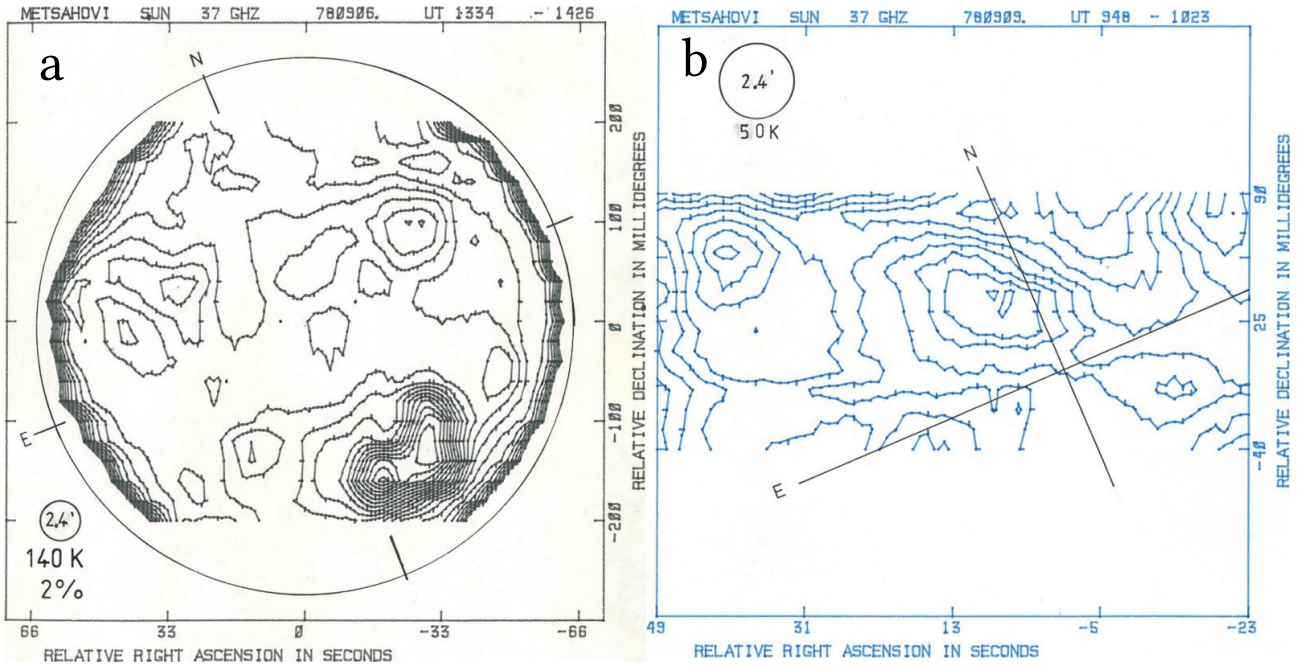 METSAHOVI SUN 37 GHZ 780906. UT 1334 - 1426
a
N
E
2.4'
140 K
2%
200
100
0
-100
-200
RELATIVE DECLINATION IN MILLIDEGREES
66 33 0 -33 -66
RELATIVE RIGHT ASCENSION IN SECONDS
METSAHOVI SUN 37 GHZ 780909. UT 948 - 1023
b
2.4'
50K
N
E
90
25
-40
RELATIVE DECLINATION IN MILLIDEGREES
49 31 13 -5 -23
RELATIVE RIGHT ASCENSION IN SECONDS